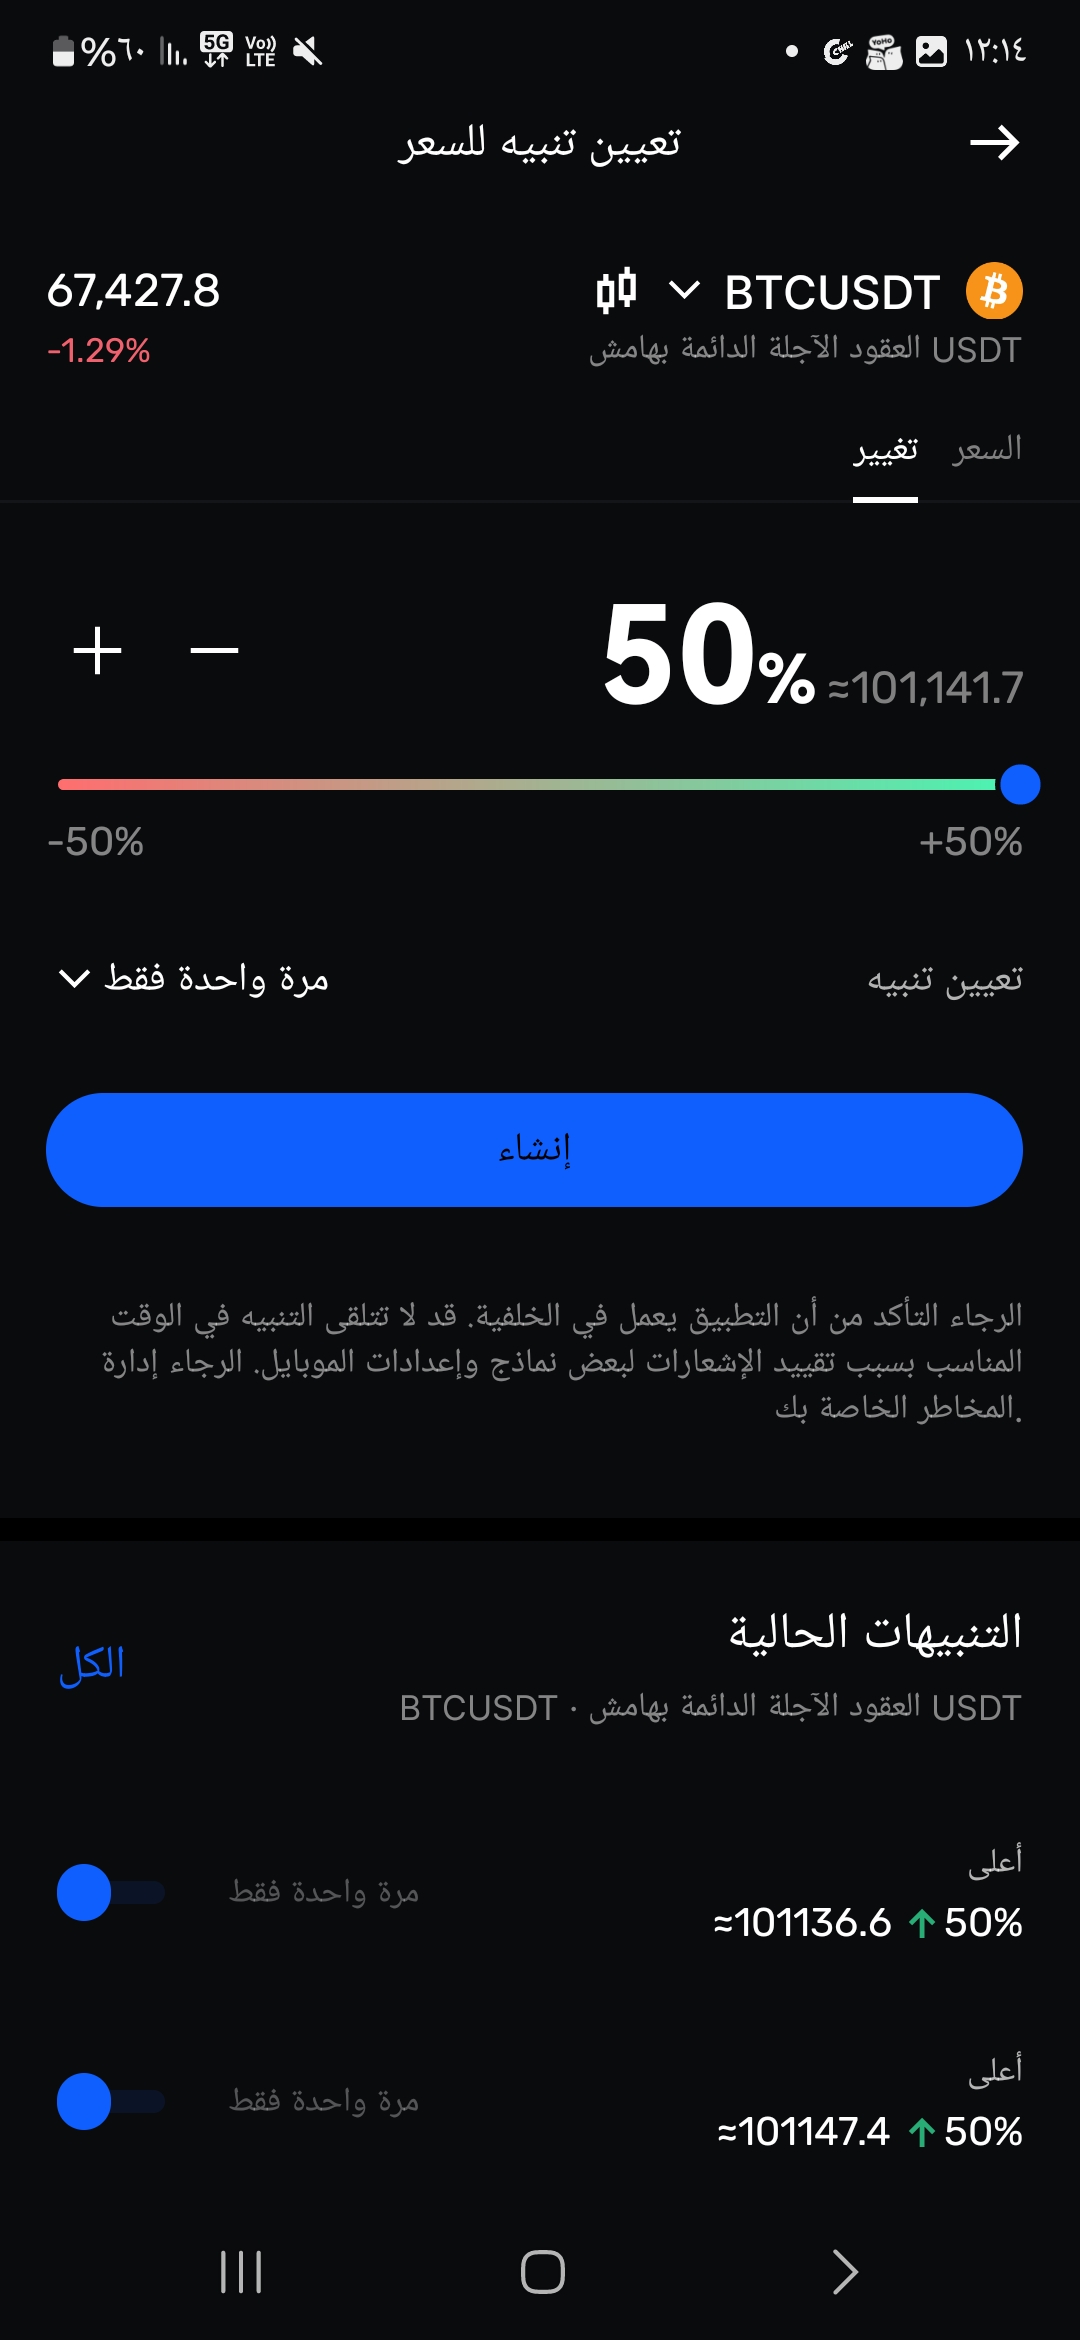 ١٢:١٤ YoHo CHILL Vo)) LTE 5G %٦٠
تعيين تنبيه للسعر
BTCUSDT 67,427.8
USDT العقود الآجلة الدائمة بهامش -1.29%
السعر تغيير
≈101,141.7 50%
-50% +50%
تعيين تنبيه مرة واحدة فقط
إنشاء
الرجاء التأكد من أن التطبيق يعمل في الخلفية. قد لا تتلقى التنبيه في الوقت
المناسب بسبب تقييد الإشعارات لبعض نماذج وإعدادات الموبايل. الرجاء إدارة
المخاطر الخاصة بك.
التنبيهات الحالية
الكل
USDT العقود الآجلة الدائمة بهامش · BTCUSDT
أعلى
مرة واحدة فقط
≈101136.6 ↑ 50%
أعلى
مرة واحدة فقط
≈101147.4 ↑ 50%